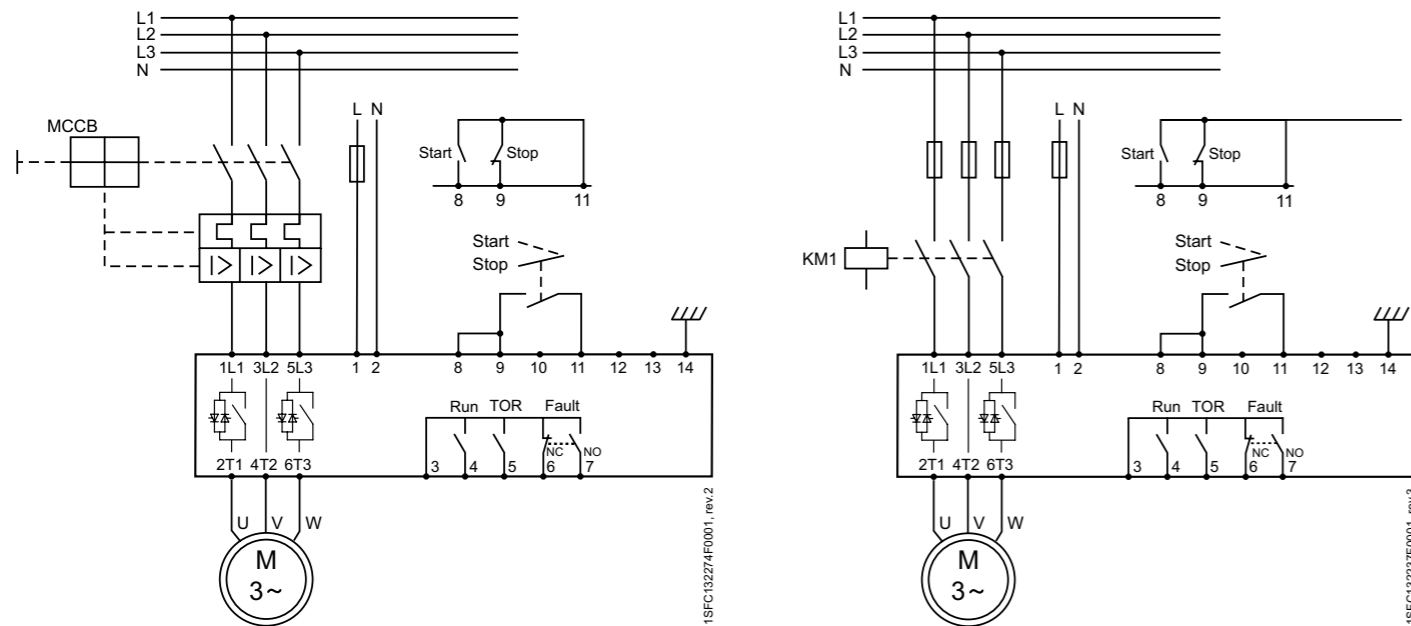 L1
L2
L3
N
MCCB
L N
Start Stop
8 9 11
Start
Stop
1L1 3L2 5L3 1 2 8 9 10 11 12 13 14
Run TOR Fault
NC NO
2T1 4T2 6T3 3 4 5 6 7
U V W
M
3~
1SFC132274F0001, rev.2
L1
L2
L3
N
L N
Start Stop
8 9 11
KM1
Start
Stop
1L1 3L2 5L3 1 2 8 9 10 11 12 13 14
Run TOR Fault
NC NO
2T1 4T2 6T3 3 4 5 6 7
U V W
M
3~